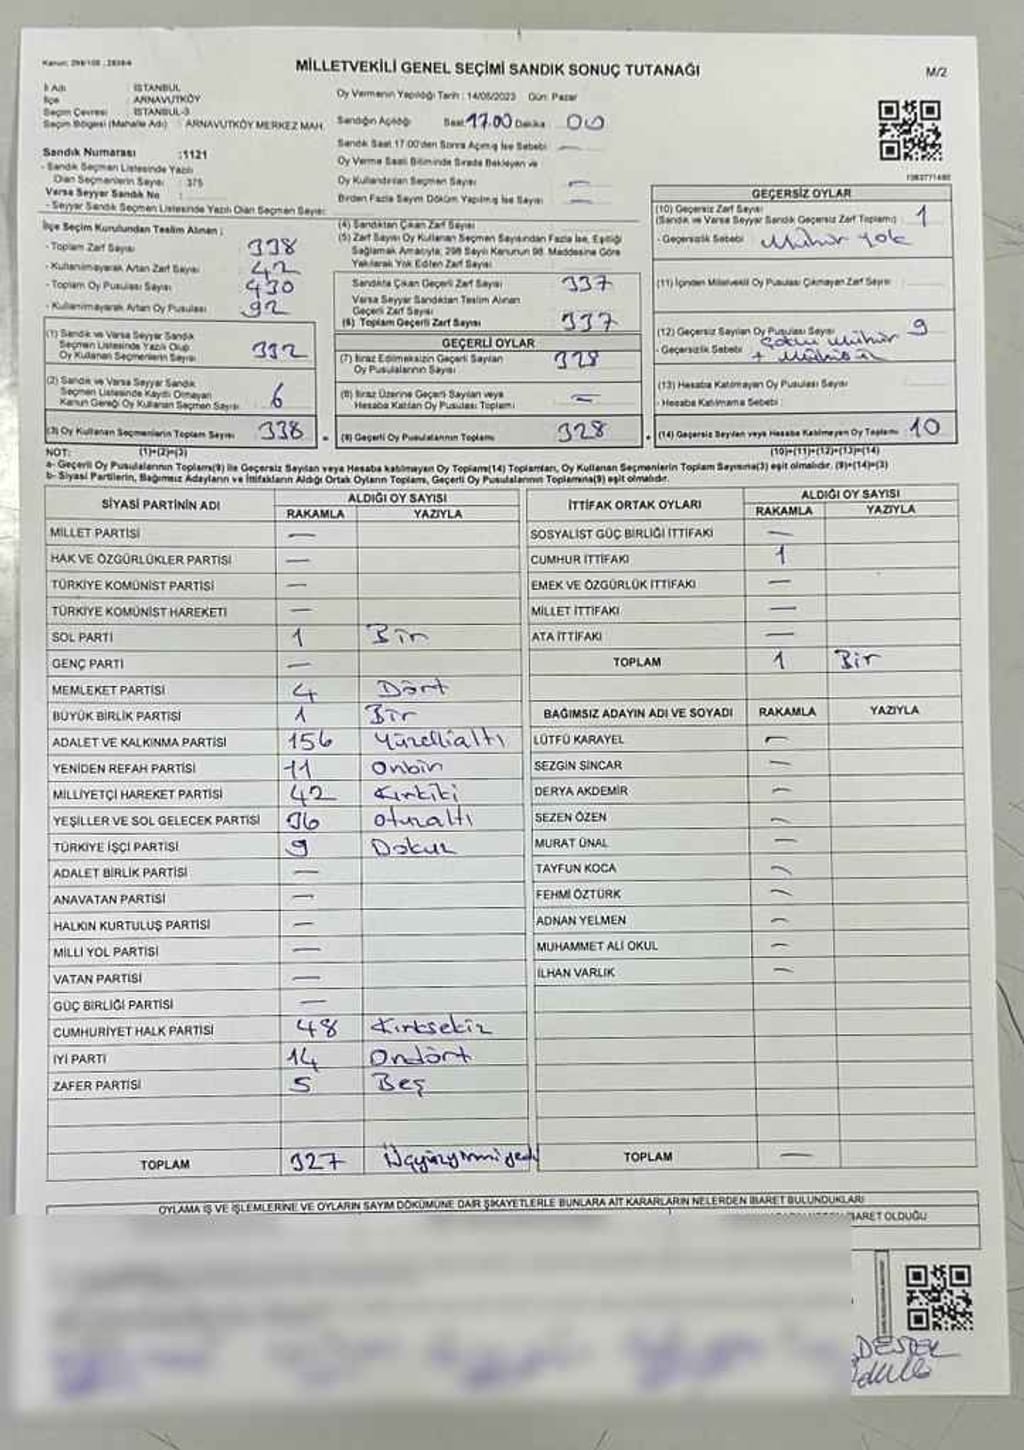 Kanun: 298/105 : 2839/4
MİLLETVEKİLİ GENEL SEÇİMİ SANDIK SONUÇ TUTANAĞI
M/2
İl Adı : İSTANBUL
İlçe : ARNAVUTKÖY
Seçim Çevresi : İSTANBUL-3
Seçim Bölgesi (Mahalle Adı) : ARNAVUTKÖY MERKEZ MAH.
Sandık Numarası :1121
- Sandık Seçmen Listesinde Yazılı
Olan Seçmenlerin Sayısı : 375
Varsa Seyyar Sandık No :
- Seyyar Sandık Seçmen Listesinde Yazılı Olan Seçmen Sayısı:
Oy Vermenin Yapıldığı Tarih : 14/05/2023 Gün: Pazar
Sandığın Açıldığı Saat 17.00 Dakika 00
Sandık Saat 17.00'den Sonra Açılmış İse Sebebi : —
Oy Verme Saati Bitiminde Sırada Bekleyen ve
Oy Kullandırılan Seçmen Sayısı : —
Birden Fazla Sayım Döküm Yapılmış İse Sayısı : —
İlçe Seçim Kurulundan Teslim Alınan ;
- Toplam Zarf Sayısı 338
- Kullanılmayarak Artan Zarf Sayısı 42
- Toplam Oy Pusulası Sayısı 430
- Kullanılmayarak Artan Oy Pusulası 92
(1) Sandık ve Varsa Seyyar Sandık
Seçmen Listesinde Yazılı Olup
Oy Kullanan Seçmenlerin Sayısı 332
(2) Sandık ve Varsa Seyyar Sandık
Seçmen Listesinde Kayıtlı Olmayan
Kanun Gereği Oy Kullanan Seçmen Sayısı 6
(3) Oy Kullanan Seçmenlerin Toplam Sayısı 338
(4) Sandıktan Çıkan Zarf Sayısı
(5) Zarf Sayısı Oy Kullanan Seçmen Sayısından Fazla İse, Eşitliği
Sağlamak Amacıyla, 298 Sayılı Kanunun 98. Maddesine Göre
Yakılarak Yok Edilen Zarf Sayısı
Sandıkta Çıkan Geçerli Zarf Sayısı 337
Varsa Seyyar Sandıktan Teslim Alınan
Geçerli Zarf Sayısı
(6) Toplam Geçerli Zarf Sayısı 337
GEÇERLİ OYLAR
(7) İtiraz Edilmeksizin Geçerli Sayılan
Oy Pusulalarının Sayısı 328
(8) İtiraz Üzerine Geçerli Sayılan veya
Hesaba Katılan Oy Pusulası Toplamı —
(9) Geçerli Oy Pusulalarının Toplamı 328
GEÇERSİZ OYLAR
(10) Geçersiz Zarf Sayısı 1
(Sandık ve Varsa Seyyar Sandık Geçersiz Zarf Toplamı)
- Geçersizlik Sebebi : Mühür yok
(11) İçinden Milletvekili Oy Pusulası Çıkmayan Zarf Sayısı
(12) Geçersiz Sayılan Oy Pusulası Sayısı 9
- Geçersizlik Sebebi Mühür
(13) Hesaba Katılmayan Oy Pusulası Sayısı
- Hesaba Katılmama Sebebi :
(14) Geçersiz Sayılan veya Hesaba Katılmayan Oy Toplamı 10
NOT: (1)+(2)=(3) (10)+(11)+(12)+(13)=(14)
a- Geçerli Oy Pusulalarının Toplamı(9) ile Geçersiz Sayılan veya Hesaba katılmayan Oy Toplamı(14) Toplamları, Oy Kullanan Seçmenlerin Toplam Sayısına(3) eşit olmalıdır. (9)+(14)=(3)
b- Siyasi Partilerin, Bağımsız Adayların ve İttifakların Aldığı Ortak Oyların Toplamı, Geçerli Oy Pusulalarının Toplamına(9) eşit olmalıdır.
SİYASİ PARTİNİN ADI ALDIĞI OY SAYISI
RAKAMLA YAZIYLA
MİLLET PARTİSİ —
HAK VE ÖZGÜRLÜKLER PARTİSİ —
TÜRKİYE KOMÜNİST PARTİSİ —
TÜRKİYE KOMÜNİST HAREKETİ —
SOL PARTİ 1 Bir
GENÇ PARTİ —
MEMLEKET PARTİSİ 4 Dört
BÜYÜK BİRLİK PARTİSİ 1 Bir
ADALET VE KALKINMA PARTİSİ 156 Yüzellialtı
YENİDEN REFAH PARTİSİ 11 Onbir
MİLLİYETÇİ HAREKET PARTİSİ 42 Kırkiki
YEŞİLLER VE SOL GELECEK PARTİSİ 36 Otuzaltı
TÜRKİYE İŞÇİ PARTİSİ 9 Dokuz
ADALET BİRLİK PARTİSİ —
ANAVATAN PARTİSİ —
HALKIN KURTULUŞ PARTİSİ —
MİLLİ YOL PARTİSİ —
VATAN PARTİSİ —
GÜÇ BİRLİĞİ PARTİSİ —
CUMHURİYET HALK PARTİSİ 48 Kırksekiz
İYİ PARTİ 14 Ondört
ZAFER PARTİSİ 5 Beş
TOPLAM 327 Üçyüzyirmiyedi
İTTİFAK ORTAK OYLARI ALDIĞI OY SAYISI
RAKAMLA YAZIYLA
SOSYALİST GÜÇ BİRLİĞİ İTTİFAKI —
CUMHUR İTTİFAKI 1
EMEK VE ÖZGÜRLÜK İTTİFAKI —
MİLLET İTTİFAKI —
ATA İTTİFAKI —
TOPLAM 1 Bir
BAĞIMSIZ ADAYIN ADI VE SOYADI RAKAMLA YAZIYLA
LÜTFÜ KARAYEL —
SEZGİN SİNCAR —
DERYA AKDEMİR —
SEZEN ÖZEN —
MURAT ÜNAL —
TAYFUN KOCA —
FEHMİ ÖZTÜRK —
ADNAN YELMEN —
MUHAMMET ALİ OKUL —
İLHAN VARLIK —
TOPLAM —
OYLAMA İŞ VE İŞLEMLERİNE VE OYLARIN SAYIM DÖKÜMÜNE DAİR ŞİKAYETLERLE BUNLARA AİT KARARLARIN NELERDEN İBARET BULUNDUKLARI
İBARET OLDUĞU